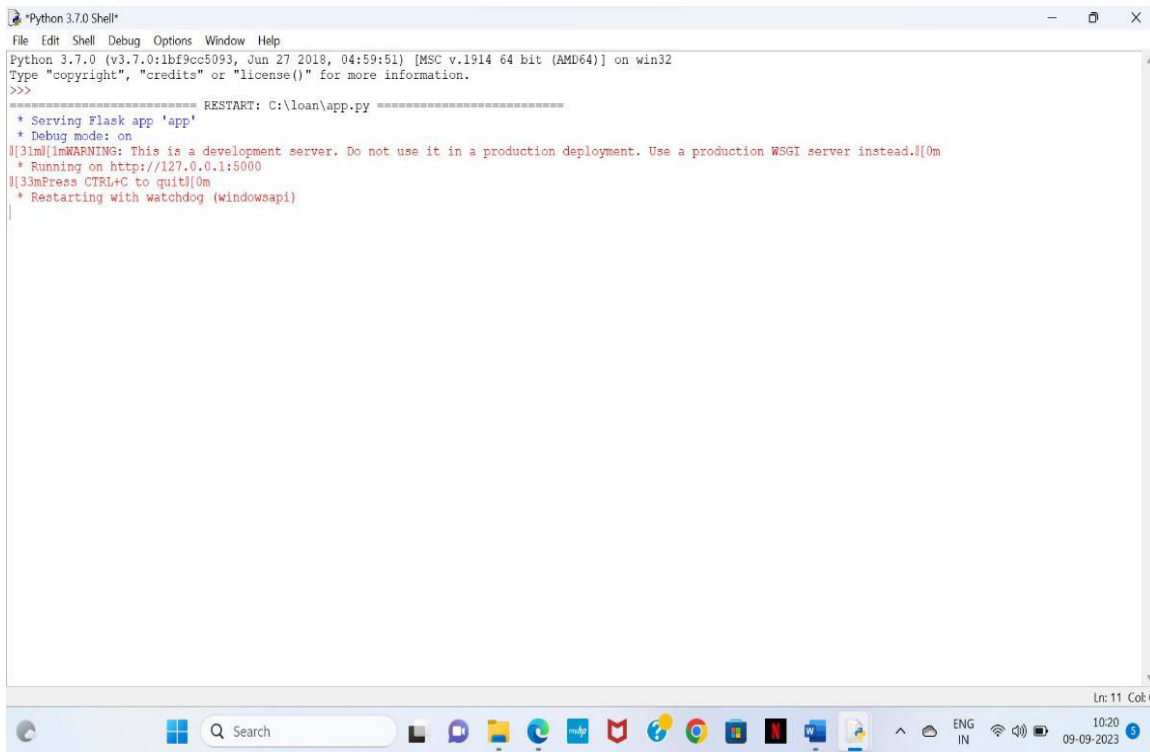 *Python 3.7.0 Shell*
File Edit Shell Debug Options Window Help
Python 3.7.0 (v3.7.0:1bf9cc5093, Jun 27 2018, 04:59:51) [MSC v.1914 64 bit (AMD64)] on win32
Type "copyright", "credits" or "license()" for more information.
>>>
========================== RESTART: C:\loan\app.py ==========================
 * Serving Flask app 'app'
 * Debug mode: on
[31m[1mWARNING: This is a development server. Do not use it in a production deployment. Use a production WSGI server instead.[0m
 * Running on http://127.0.0.1:5000
[33mPress CTRL+C to quit[0m
 * Restarting with watchdog (windowsapi)
Ln: 11 Col:
Search
myhp
N
W
ENG
IN
10:20
09-09-2023
5